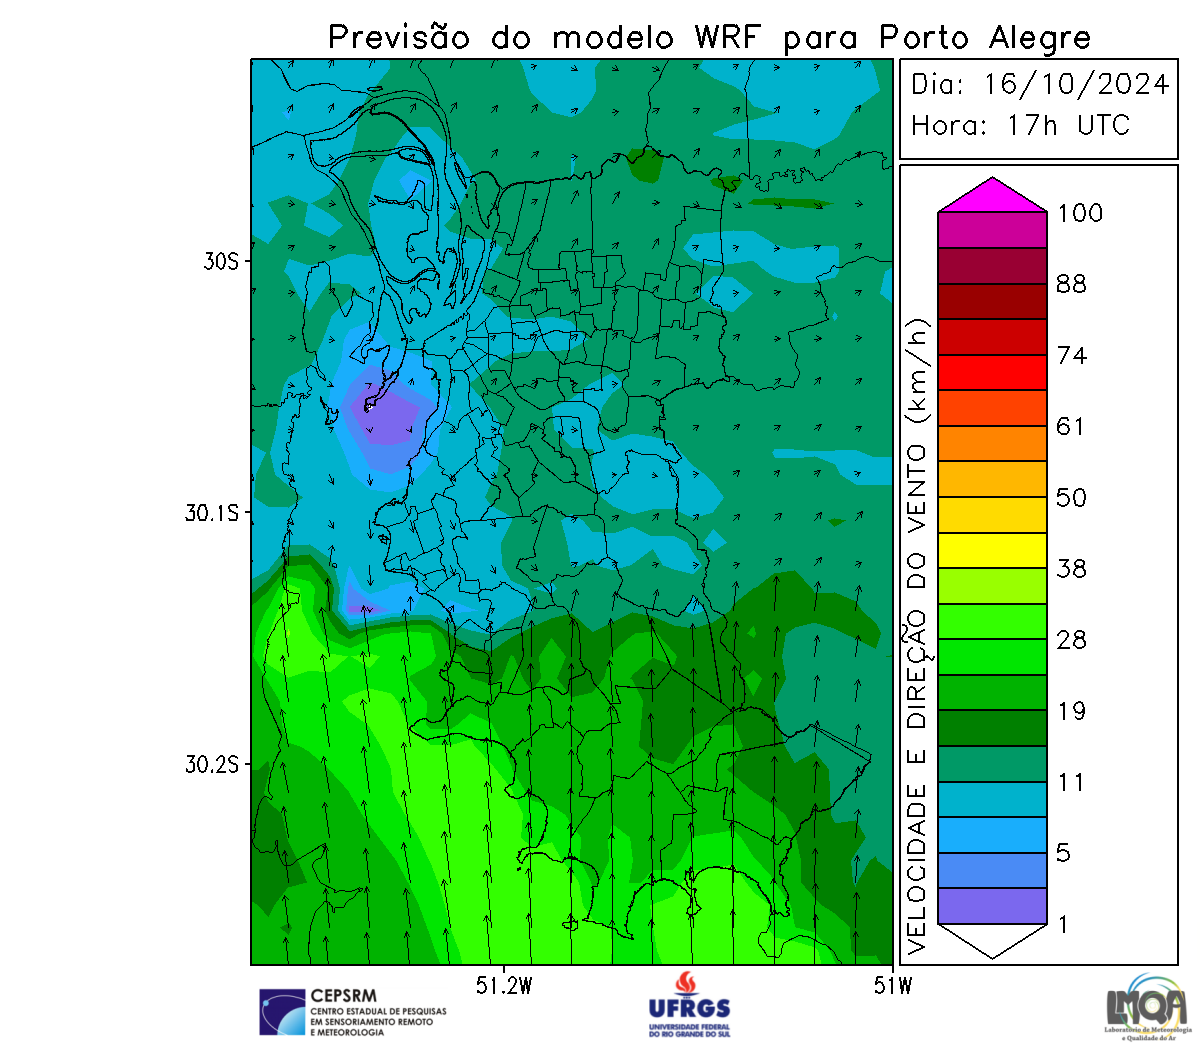 Previsão do modelo WRF para Porto Alegre
Dia: 16/10/2024
Hora: 17h UTC
30S
30.1S
30.2S
51.2W
51W
VELOCIDADE E DIREÇÃO DO VENTO (km/h)
100
88
74
61
50
38
28
19
11
5
1
CEPSRM
CENTRO ESTADUAL DE PESQUISAS
EM SENSORIAMENTO REMOTO
E METEOROLOGIA
UFRGS
UNIVERSIDADE FEDERAL
DO RIO GRANDE DO SUL
LMQA
Laboratório de Meteorologia
e Qualidade do Ar